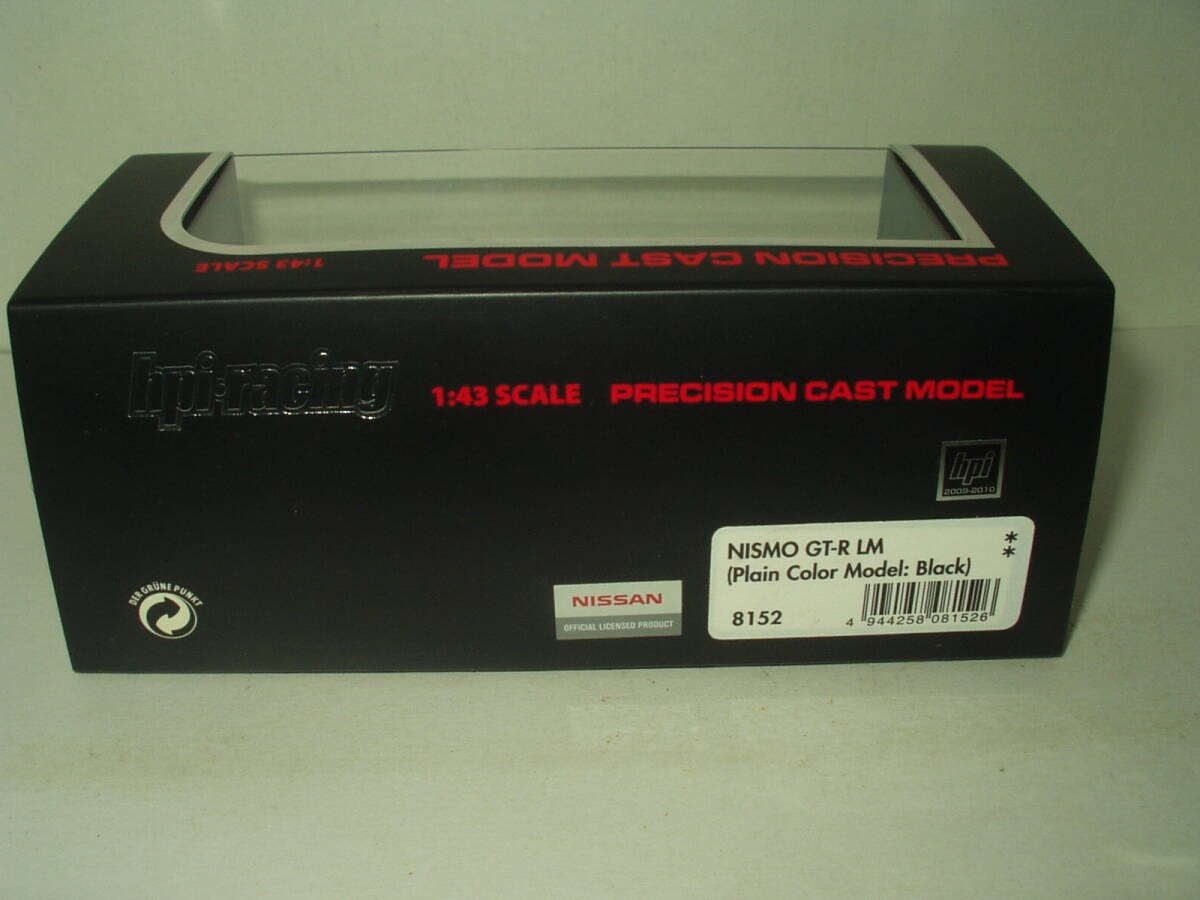 PRECISION CAST MODEL
1:43 SCALE
hpi·racing
1:43 SCALE PRECISION CAST MODEL
hpi
2009-2010
NISMO GT-R LM
(Plain Color Model: Black)
**
8152
4 944258 081526
NISSAN
OFFICIAL LICENSED PRODUCT
DER GRÜNE PUNKT